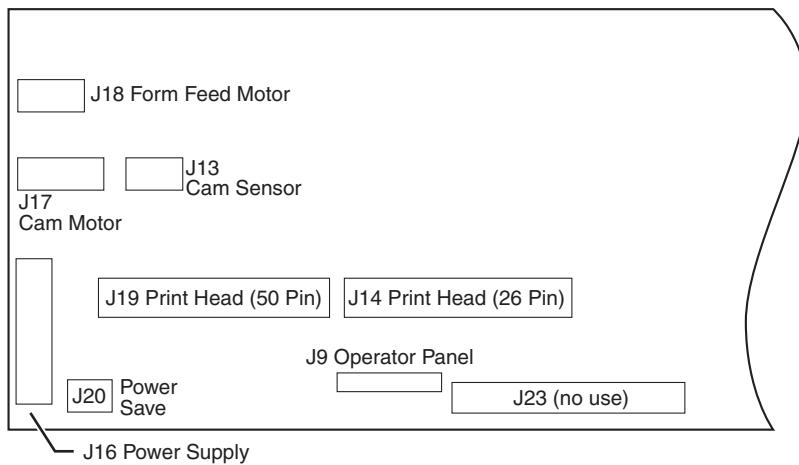 J18 Form Feed Motor
J13
Cam Sensor
J17
Cam Motor
J19 Print Head (50 Pin)
J14 Print Head (26 Pin)
J9 Operator Panel
J20
Power
Save
J23 (no use)
J16 Power Supply